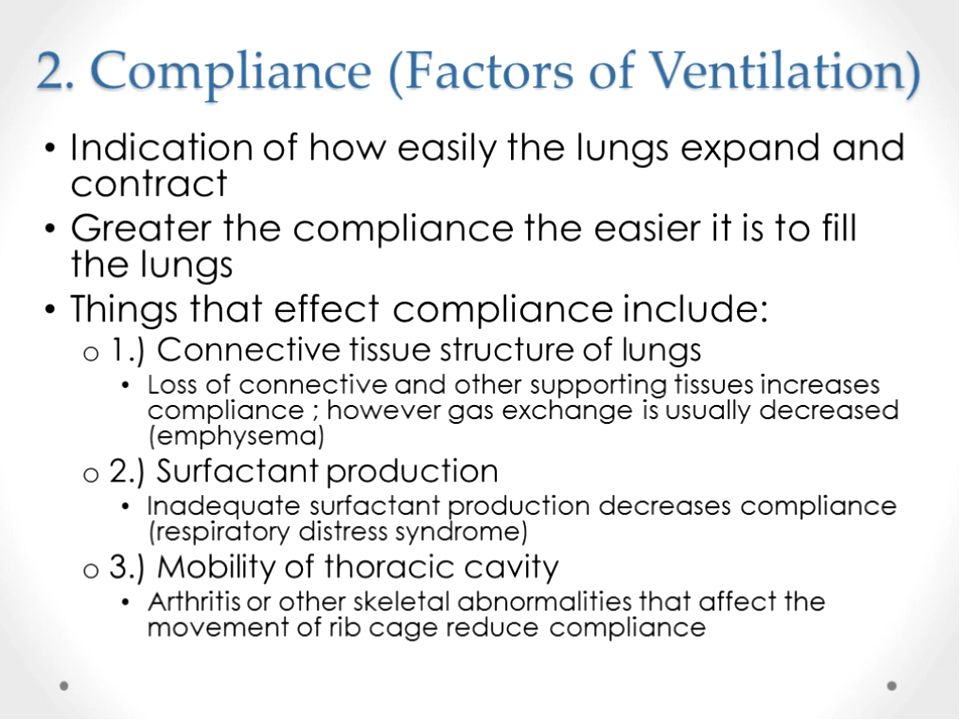 2. Compliance (Factors of Ventilation)
• Indication of how easily the lungs expand and
contract
• Greater the compliance the easier it is to fill
the lungs
• Things that effect compliance include:
o 1.) Connective tissue structure of lungs
• Loss of connective and other supporting tissues increases
compliance ; however gas exchange is usually decreased
(emphysema)
o 2.) Surfactant production
• Inadequate surfactant production decreases compliance
(respiratory distress syndrome)
o 3.) Mobility of thoracic cavity
• Arthritis or other skeletal abnormalities that affect the
movement of rib cage reduce compliance